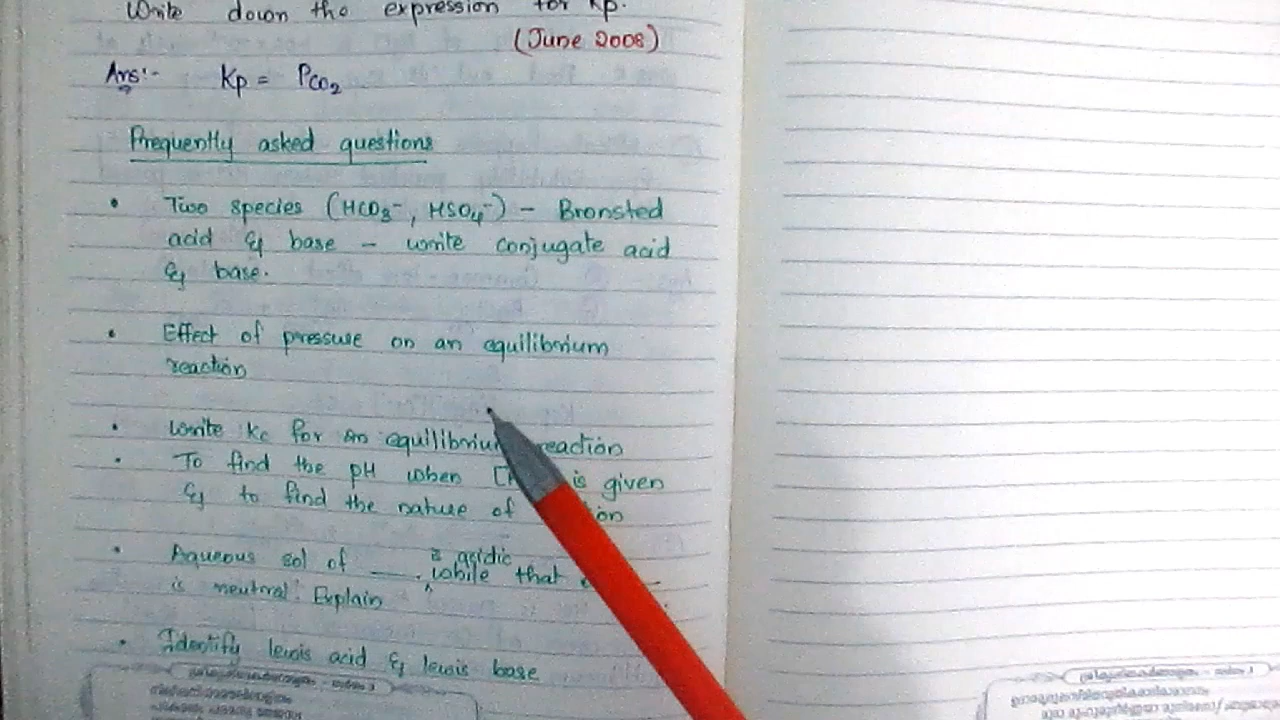 Write down the expression for Kp.
(June 2008)
Ans:- Kp = PCO₂
Frequently asked questions
• Two species (HCO₃⁻, HSO₄⁻) - Bronsted
acid & base - write conjugate acid
& base.
• Effect of pressure on an equilibrium
reaction
• Write Kc for an equilibrium reaction
• To find the pH when is given
& to find the nature of
• Aqueous sol of ___. is acidic
while that
is neutral. Explain
• Identify lewis acid & lewis base